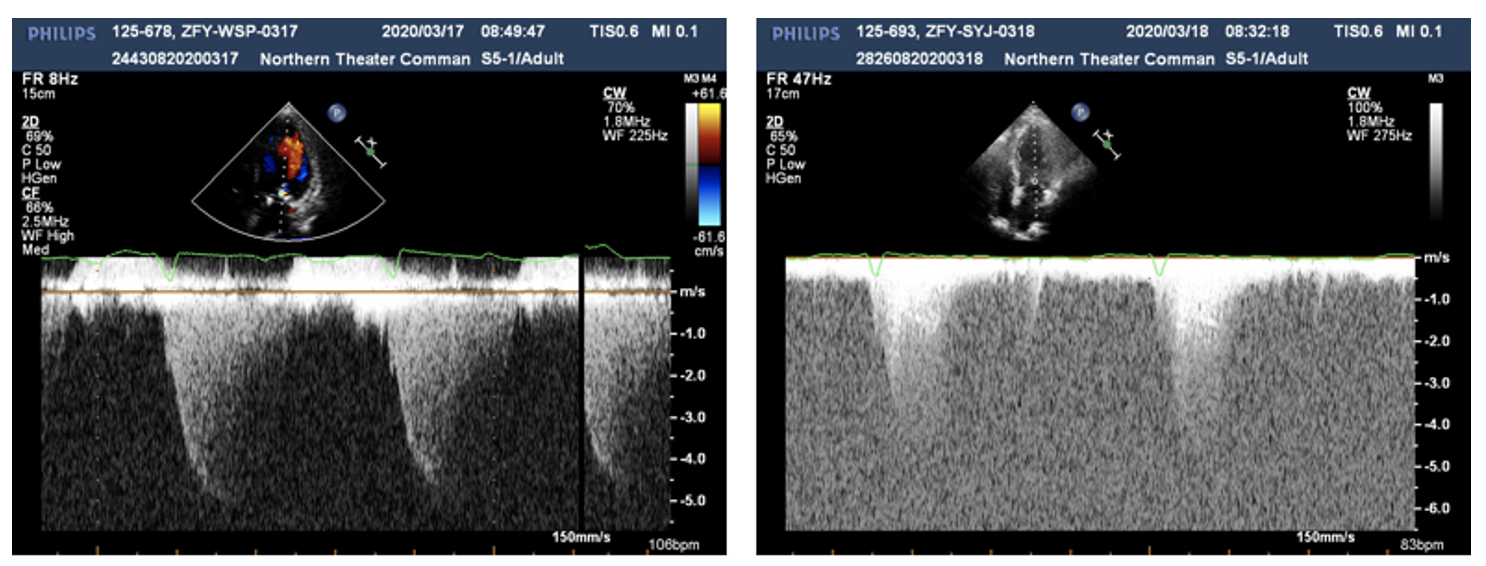 PHILIPS 125-678, ZFY-WSP-0317 2020/03/17 08:49:47 TIS0.6 MI 0.1
24430820200317 Northern Theater Comman S5-1/Adult
FR 8Hz
15cm
2D
69%
C 50
P Low
HGen
CF
66%
2.5MHz
WF High
Med
P
CW
70%
1.8MHz
WF 225Hz
M3 M4
+61.6
-61.6
cm/s
m/s
-1.0
-2.0
-3.0
-4.0
-5.0
150mm/s
106bpm
PHILIPS 125-693, ZFY-SYJ-0318 2020/03/18 08:32:18 TIS0.6 MI 0.1
28260820200318 Northern Theater Comman S5-1/Adult
FR 47Hz
17cm
2D
65%
C 50
P Low
HGen
P
CW
100%
1.8MHz
WF 275Hz
M3
m/s
-1.0
-2.0
-3.0
-4.0
-5.0
-6.0
150mm/s
83bpm